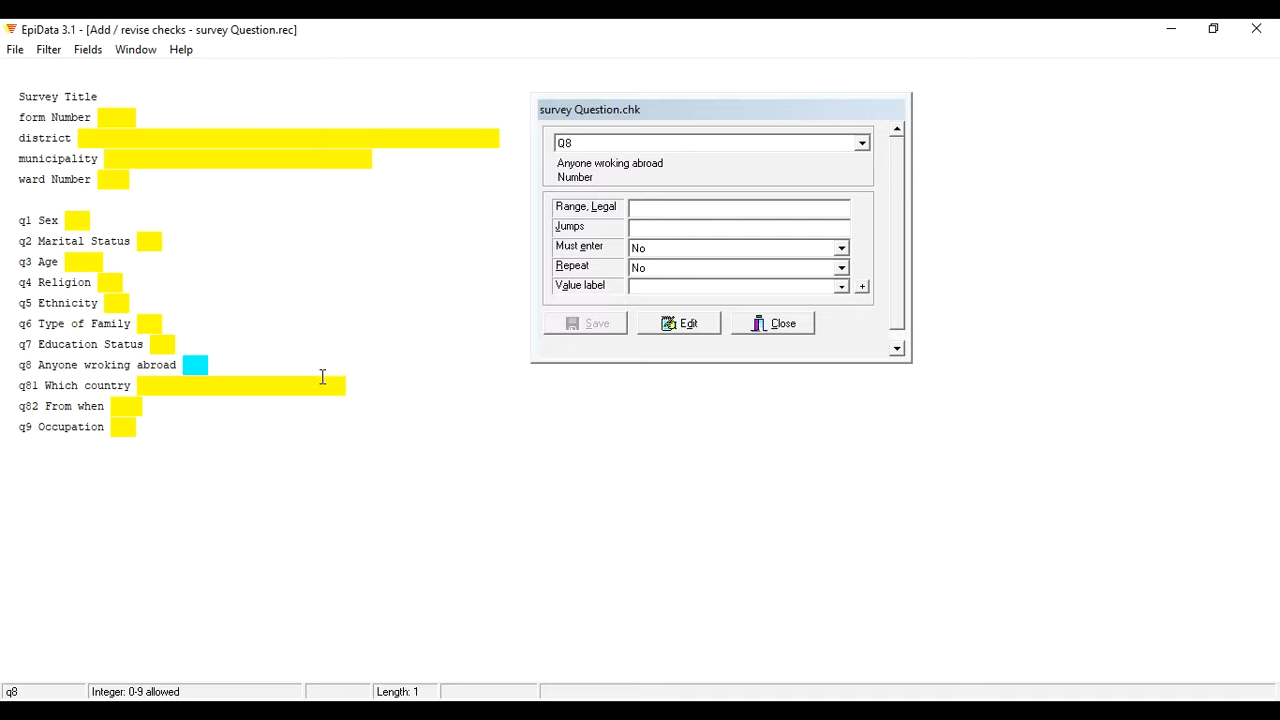 EpiData 3.1 - [Add / revise checks - survey Question.rec]
File Filter Fields Window Help
Survey Title
form Number
district
municipality
ward Number
q1 Sex
q2 Marital Status
q3 Age
q4 Religion
q5 Ethnicity
q6 Type of Family
q7 Education Status
q8 Anyone wroking abroad
q81 Which country
q82 From when
q9 Occupation
survey Question.chk
Q8
Anyone wroking abroad
Number
Range, Legal
Jumps
Must enter No
Repeat No
Value label +
Save Edit Close
q8 Integer: 0-9 allowed Length: 1